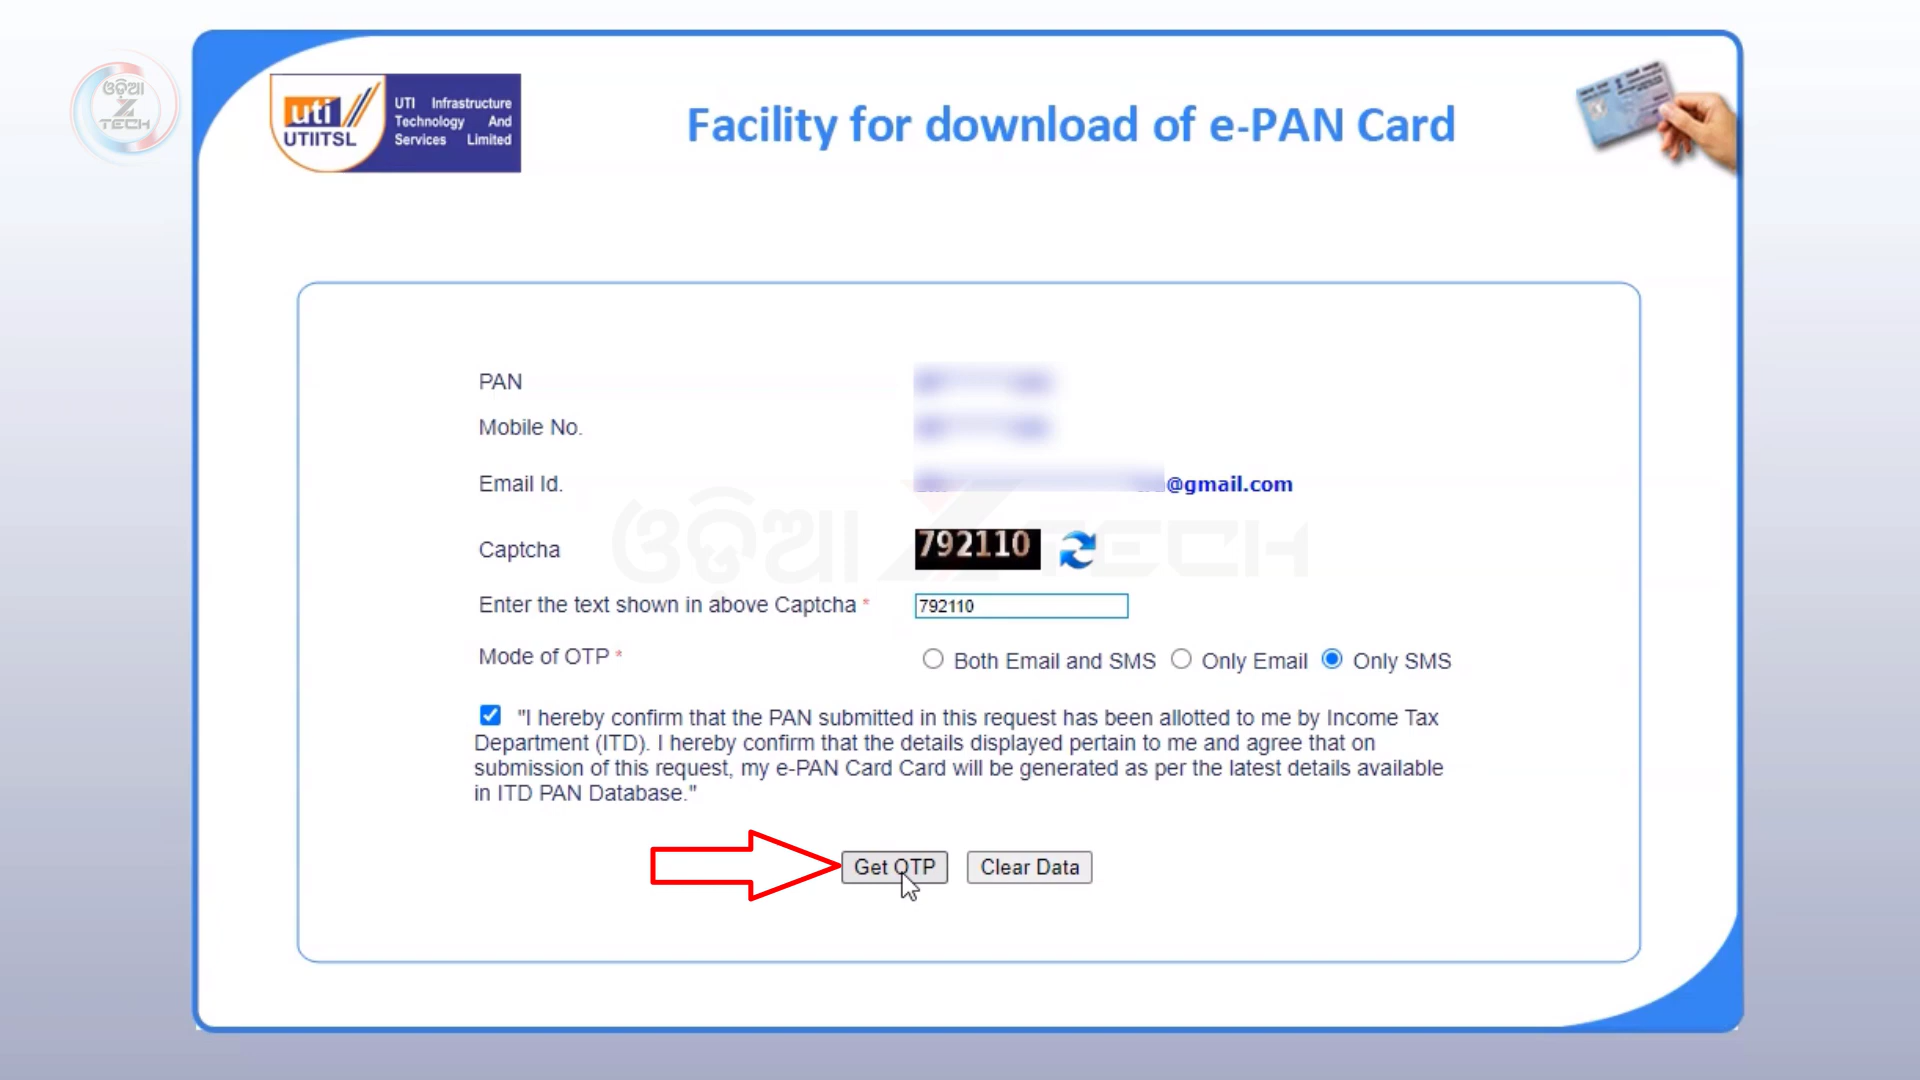 ଓଡ଼ିଆ
Z
TECH
uti
UTIITSL
UTI Infrastructure
Technology And
Services Limited
Facility for download of e-PAN Card
PAN
Mobile No.
Email Id. @gmail.com
ଓଡ଼ିଆ Z TECH
Captcha 792110
Enter the text shown in above Captcha * 792110
Mode of OTP * Both Email and SMS Only Email Only SMS
"I hereby confirm that the PAN submitted in this request has been allotted to me by Income Tax
Department (ITD). I hereby confirm that the details displayed pertain to me and agree that on
submission of this request, my e-PAN Card Card will be generated as per the latest details available
in ITD PAN Database."
Get OTP Clear Data